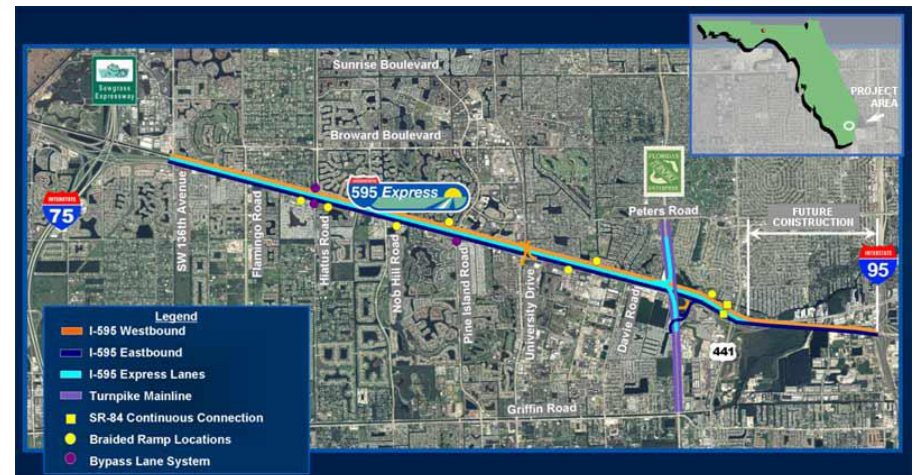 Sawgrass
Expressway
Sunrise Boulevard
Broward Boulevard
PROJECT
AREA
INTERSTATE
75
SW 136th Avenue
Flamingo Road
Hiatus Road
595 Express
Nob Hill Road
Pine Island Road
University Drive
Davie Road
Peters Road
FUTURE
CONSTRUCTION
INTERSTATE
95
441
Griffin Road
Legend
I-595 Westbound
I-595 Eastbound
I-595 Express Lanes
Turnpike Mainline
SR-84 Continuous Connection
Braided Ramp Locations
Bypass Lane System